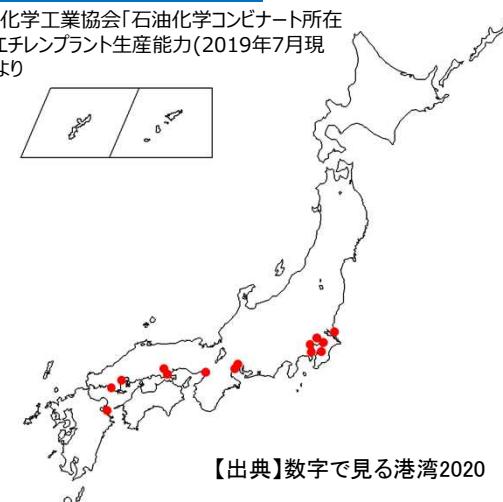 化学工業協会「石油化学コンビナート所在
エチレンプラント生産能力(2019年7月現
より
【出典】数字で見る港湾2020